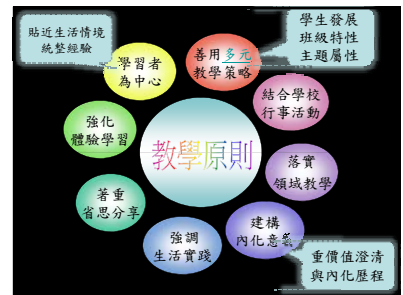 貼近生活情境
統整經驗
學習者
為中心
善用多元
教學策略
學生發展
班級特性
主題屬性
結合學校
行事活動
落實
領域教學
建構
內化意義
重價值澄清
與內化歷程
強調
生活實踐
著重
省思分享
強化
體驗學習
教學原則